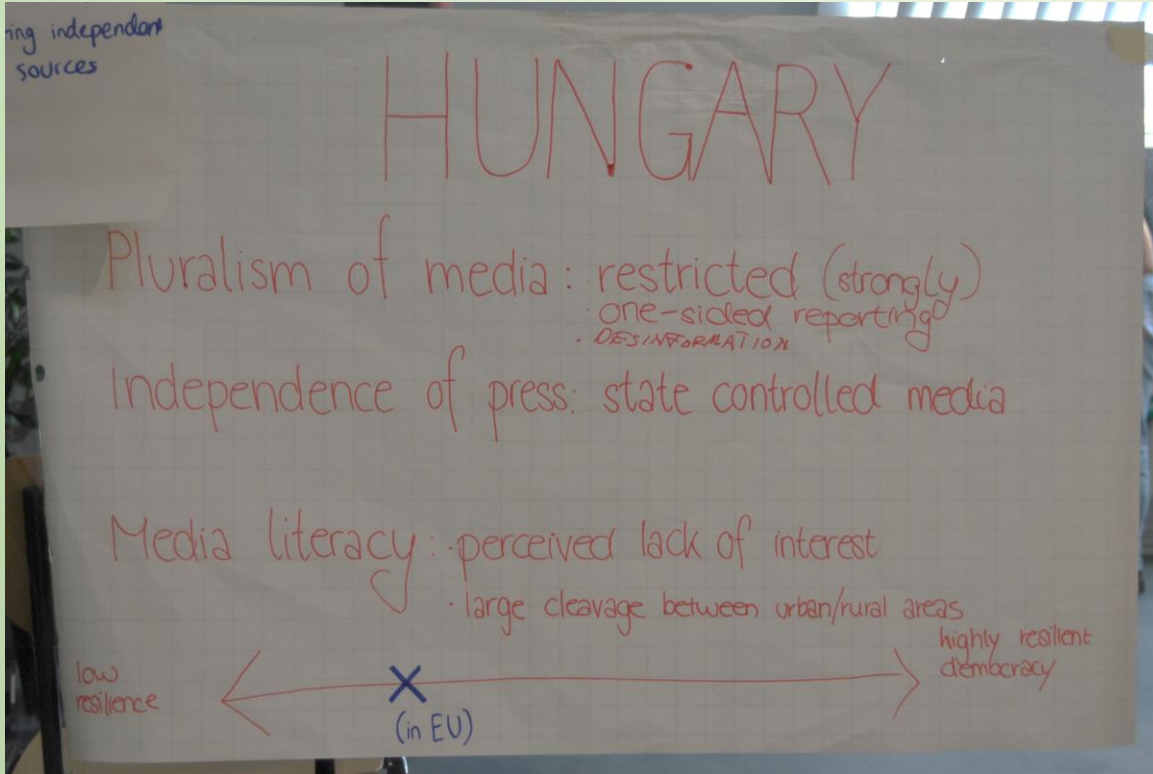 ing independant
sources
HUNGARY
Pluralism of media: restricted (strongly)
· one-sided reporting
· DESINFORMATION
Independence of press: state controlled media
Media literacy: · perceived lack of interest
· large cleavage between urban/rural areas
low
resilience
highly resilient
democracy
(in EU)